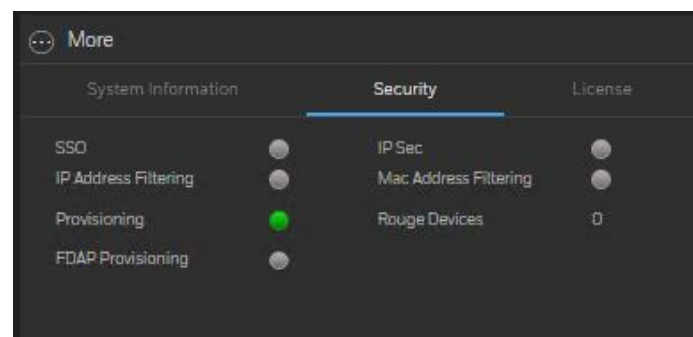 More
System Information Security License
SSO IP Sec
IP Address Filtering Mac Address Filtering
Provisioning Rouge Devices 0
FDAP Provisioning